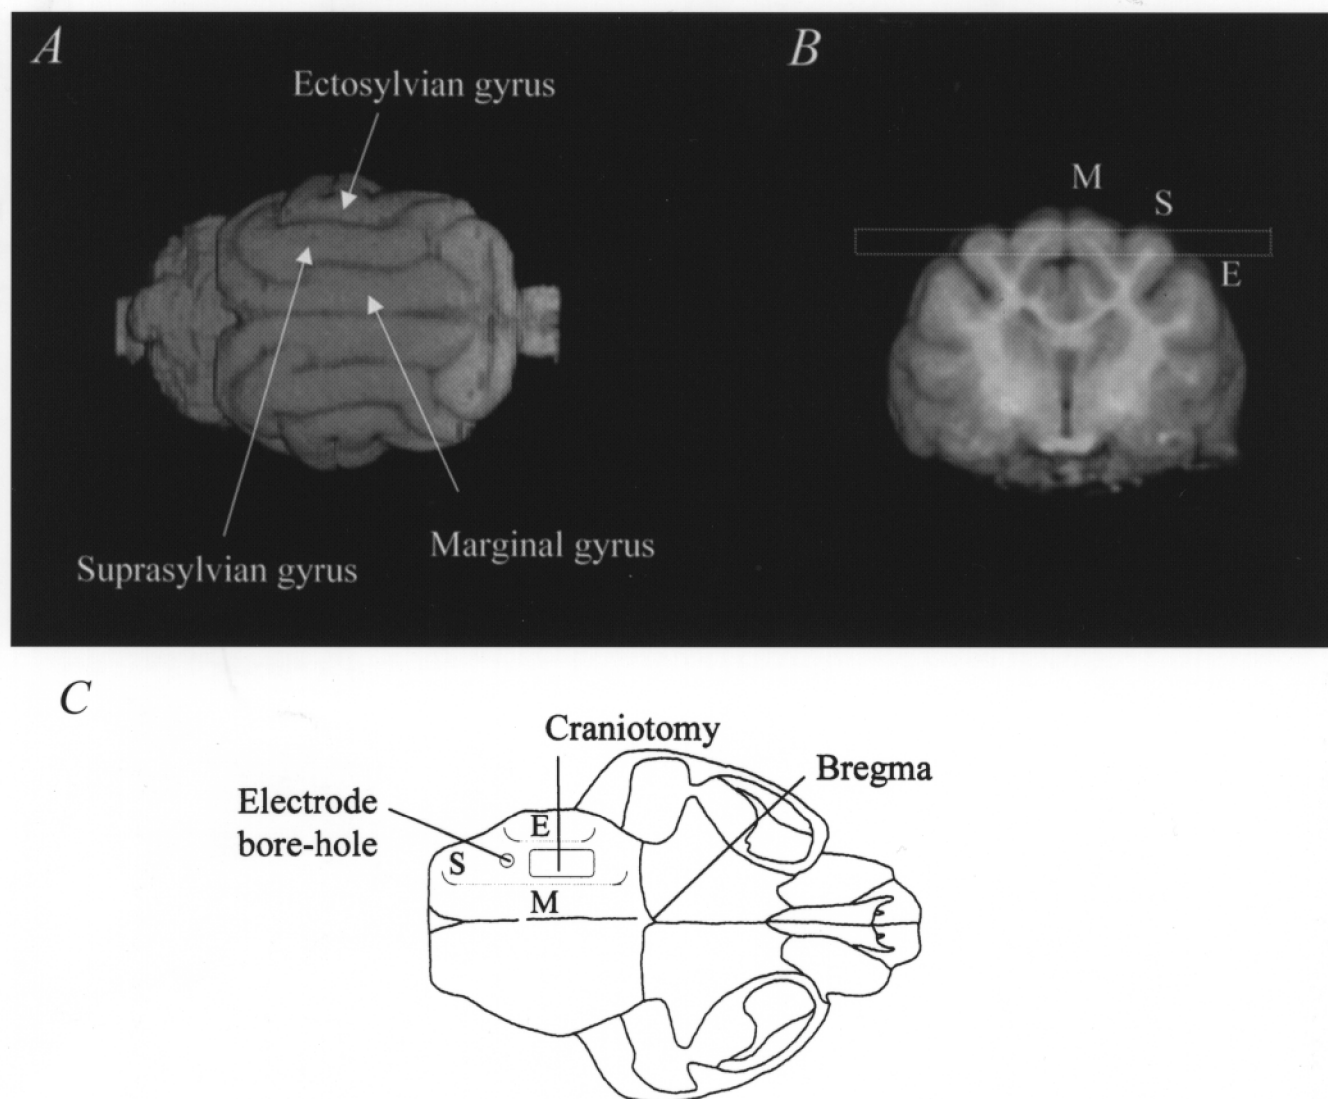 A
Ectosylvian gyrus
Suprasylvian gyrus
Marginal gyrus
B
M
S
E
C
Craniotomy
Bregma
Electrode
bore-hole
E
S
M